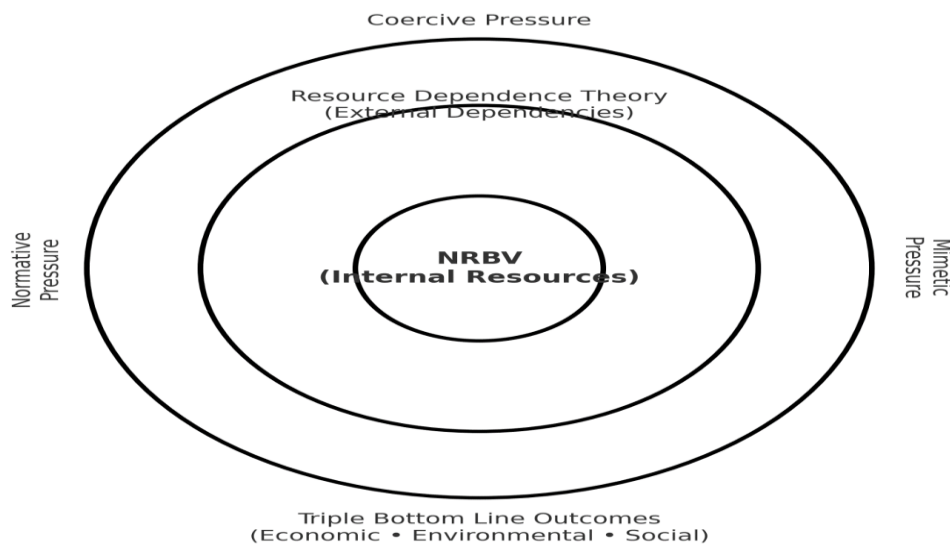 Coercive Pressure
Resource Dependence Theory
(External Dependencies)
Normative
Pressure
NRBV
(Internal Resources)
Mimetic
Pressure
Triple Bottom Line Outcomes
(Economic • Environmental • Social)